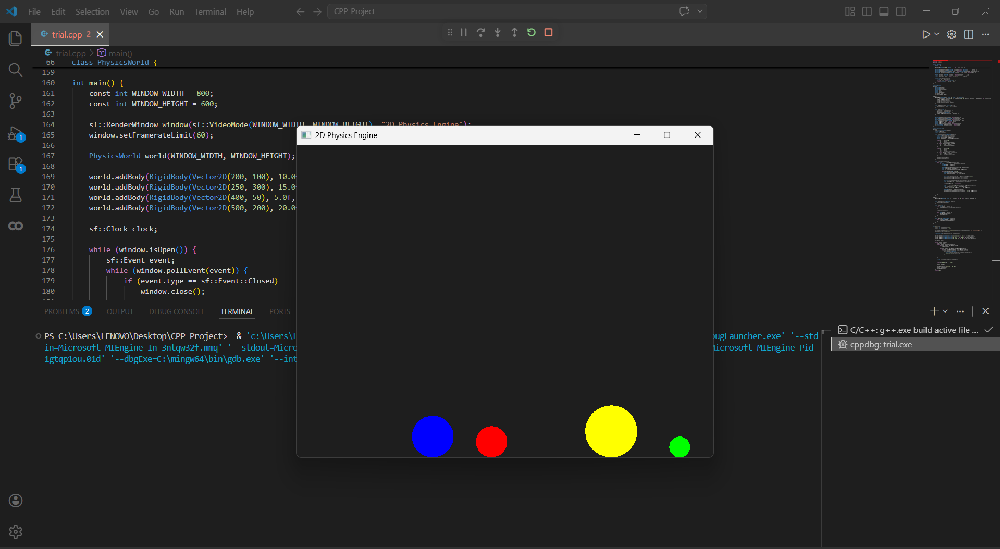 File Edit Selection View Go Run Terminal Help
CPP_Project
trial.cpp 2
trial.cpp > main()
66 class PhysicsWorld {
159
160 int main() {
161 const int WINDOW_WIDTH = 800;
162 const int WINDOW_HEIGHT = 600;
163
164 sf::RenderWindow window(sf::VideoMode(WINDOW_WIDTH, WINDOW_HEIGHT), "2D Physics Engine");
165 window.setFramerateLimit(60);
166
167 PhysicsWorld world(WINDOW_WIDTH, WINDOW_HEIGHT);
168
169 world.addBody(RigidBody(Vector2D(200, 100), 10.0
170 world.addBody(RigidBody(Vector2D(250, 300), 15.0
171 world.addBody(RigidBody(Vector2D(400, 50), 5.0f,
172 world.addBody(RigidBody(Vector2D(500, 200), 20.0
173
174 sf::Clock clock;
175
176 while (window.isOpen()) {
177 sf::Event event;
178 while (window.pollEvent(event)) {
179 if (event.type == sf::Event::Closed)
180 window.close();
2D Physics Engine
PROBLEMS 2 OUTPUT DEBUG CONSOLE TERMINAL PORTS
PS C:\Users\LENOVO\Desktop\CPP_Project> & 'c:\Users\L bugLauncher.exe' '--std
in=Microsoft-MIEngine-In-3ntqw32f.mmq' '--stdout=Micro Microsoft-MIEngine-Pid-
1gtqp1ou.01d' '--dbgExe=C:\mingw64\bin\gdb.exe' '--int
C/C++: g++.exe build active file ...
cppdbg: trial.exe
1
1